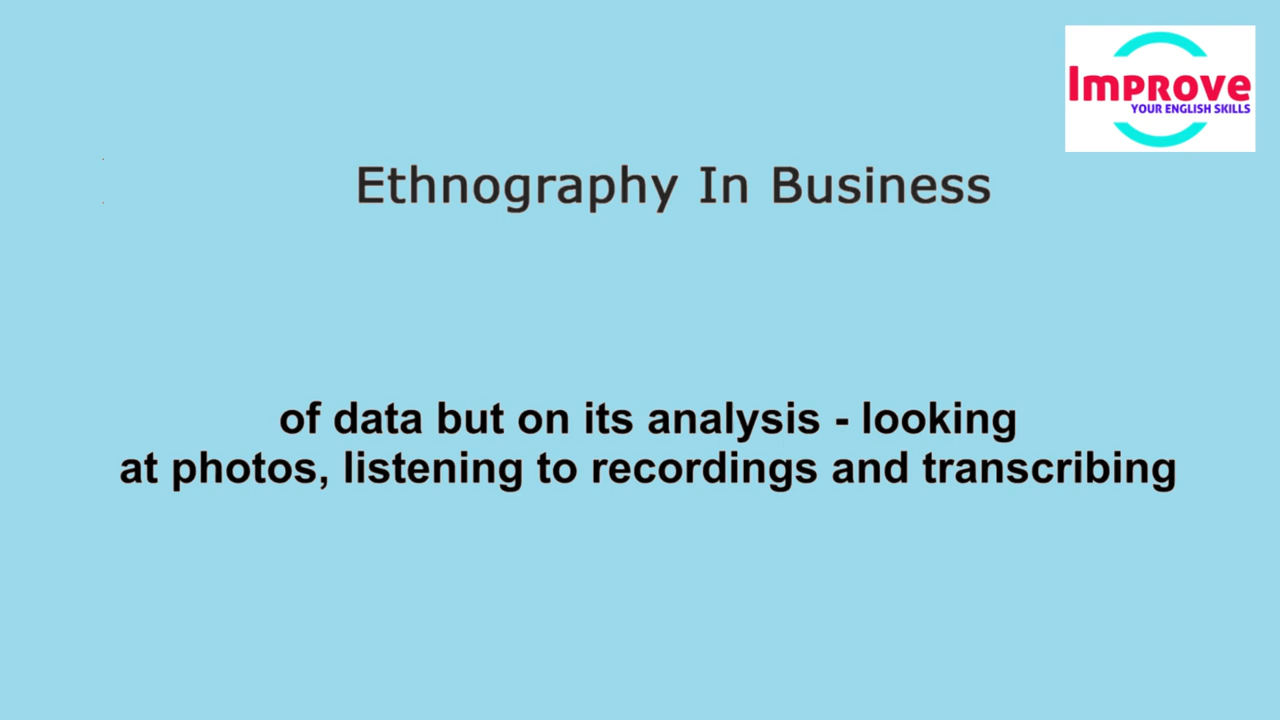 Improve
YOUR ENGLISH SKILLS
Ethnography In Business
of data but on its analysis - looking
at photos, listening to recordings and transcribing